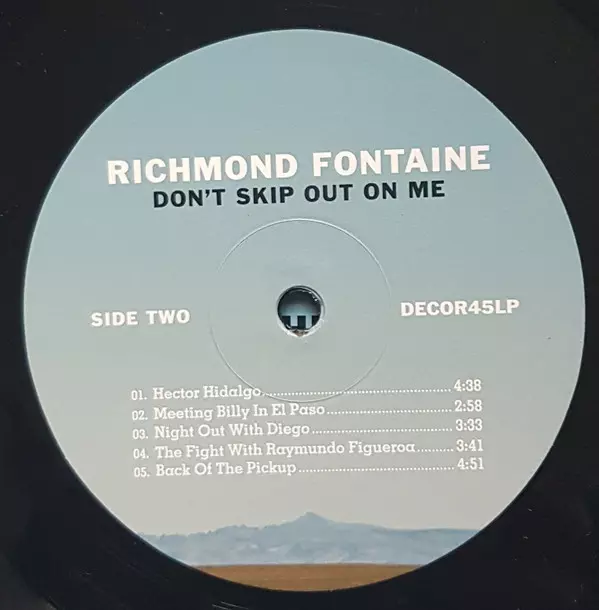 RICHMOND FONTAINE
DON'T SKIP OUT ON ME
SIDE TWO
DECOR45LP
01. Hector Hidalgo 4:38
02. Meeting Billy In El Paso 2:58
03. Night Out With Diego 3:33
04. The Fight With Raymundo Figueroa 3:41
05. Back Of The Pickup 4:51